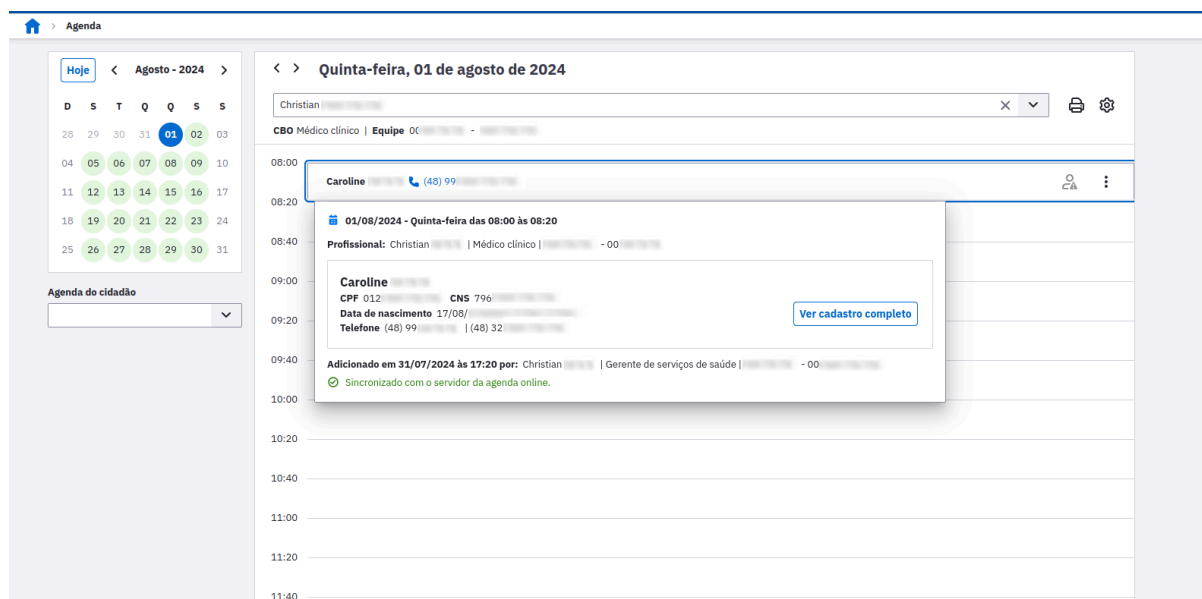 Agenda
Hoje Agosto - 2024
D S T Q Q S S
28 29 30 31 01 02 03
04 05 06 07 08 09 10
11 12 13 14 15 16 17
18 19 20 21 22 23 24
25 26 27 28 29 30 31
Agenda do cidadão
Quinta-feira, 01 de agosto de 2024
Christian
CBO Médico clínico | Equipe 00 -
08:00
Caroline (48) 99
08:20
01/08/2024 - Quinta-feira das 08:00 às 08:20
08:40
Profissional: Christian | Médico clínico | - 00
09:00
Caroline
CPF 012 CNS 796
Data de nascimento 17/08/
Ver cadastro completo
09:20
Telefone (48) 99 | (48) 32
09:40
Adicionado em 31/07/2024 às 17:20 por: Christian | Gerente de serviços de saúde | - 00
Sincronizado com o servidor da agenda online.
10:00
10:20
10:40
11:00
11:20
11:40